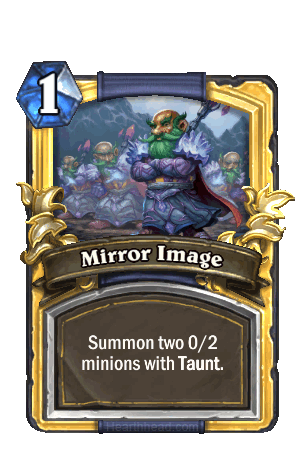 1
Mirror Image
Summon two 0/2
minions with Taunt.
Hearthhead.com